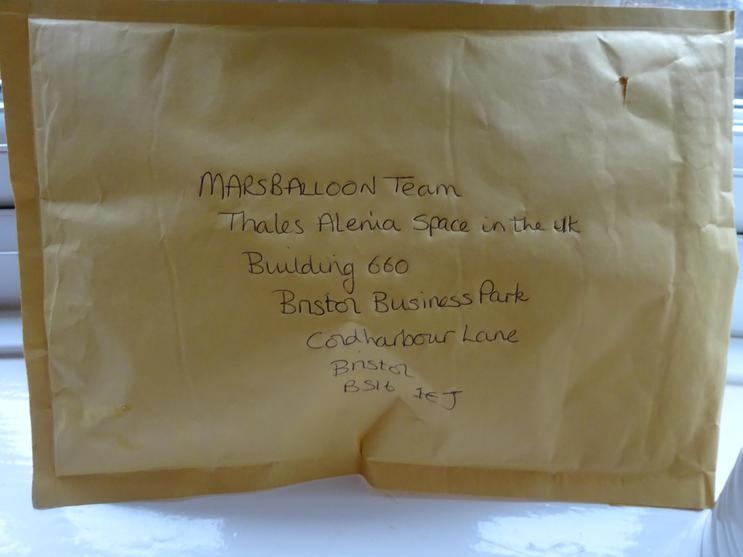 MARSBALLOON Team
Thales Alenia Space in the UK
Building 660
Bristol Business Park
Coldharbour Lane
Bristol
BS16 1EJ